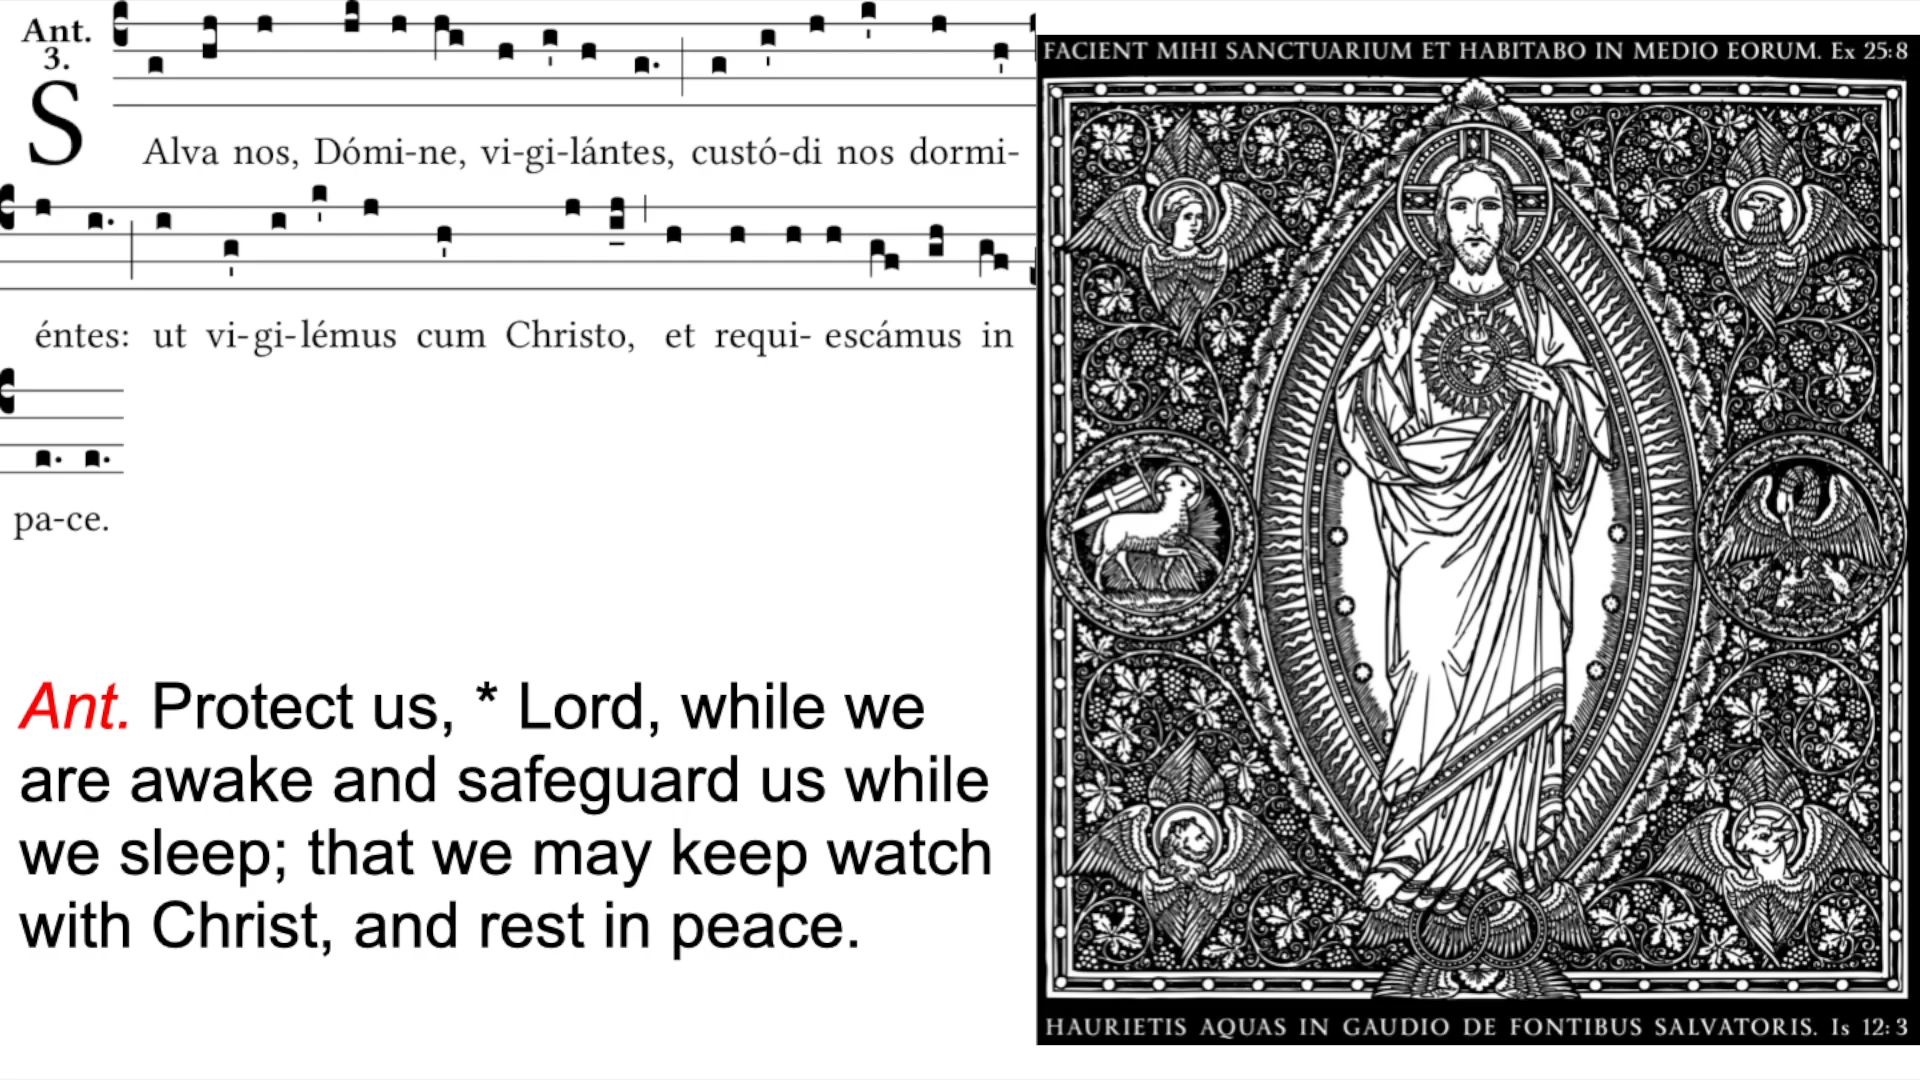 Ant.
3.
SAlva nos, Dómi-ne, vi-gi-lántes, custó-di nos dormi-
éntes: ut vi-gi-lémus cum Christo, et requi- escámus in
pa-ce.
Ant. Protect us, * Lord, while we
are awake and safeguard us while
we sleep; that we may keep watch
with Christ, and rest in peace.
FACIENT MIHI SANCTUARIUM ET HABITABO IN MEDIO EORUM. Ex 25:8
HAURIETIS AQUAS IN GAUDIO DE FONTIBUS SALVATORIS. Is 12:3